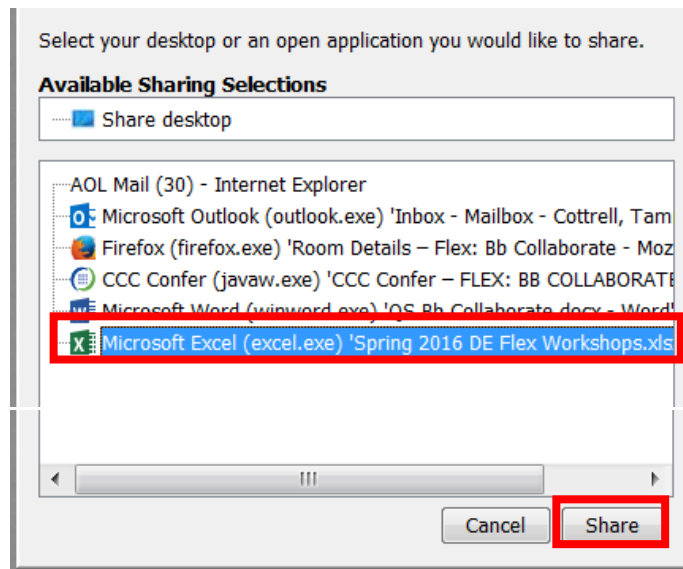 Select your desktop or an open application you would like to share.
Available Sharing Selections
Share desktop
AOL Mail (30) - Internet Explorer
Microsoft Outlook (outlook.exe) 'Inbox - Mailbox - Cottrell, Tam
Firefox (firefox.exe) 'Room Details – Flex: Bb Collaborate - Moz
CCC Confer (javaw.exe) 'CCC Confer – FLEX: BB COLLABORATE
Microsoft Word (winword.exe) 'QS Bb Collaborate.docx - Word'
Microsoft Excel (excel.exe) 'Spring 2016 DE Flex Workshops.xls
Cancel Share